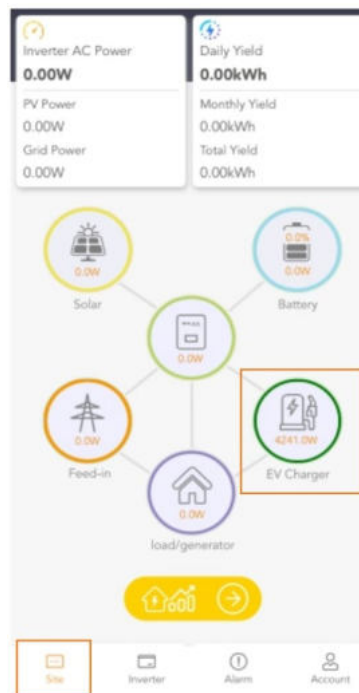 Inverter AC Power
0.00W
PV Power
0.00W
Grid Power
0.00W
Daily Yield
0.00kWh
Monthly Yield
0.00kWh
Total Yield
0.00kWh
0.0W
Solar
0.0%
0.0W
Battery
0.0W
0.0W
Feed-in
4241.0W
EV Charger
0.0W
load/generator
Site
Inverter
Alarm
Account